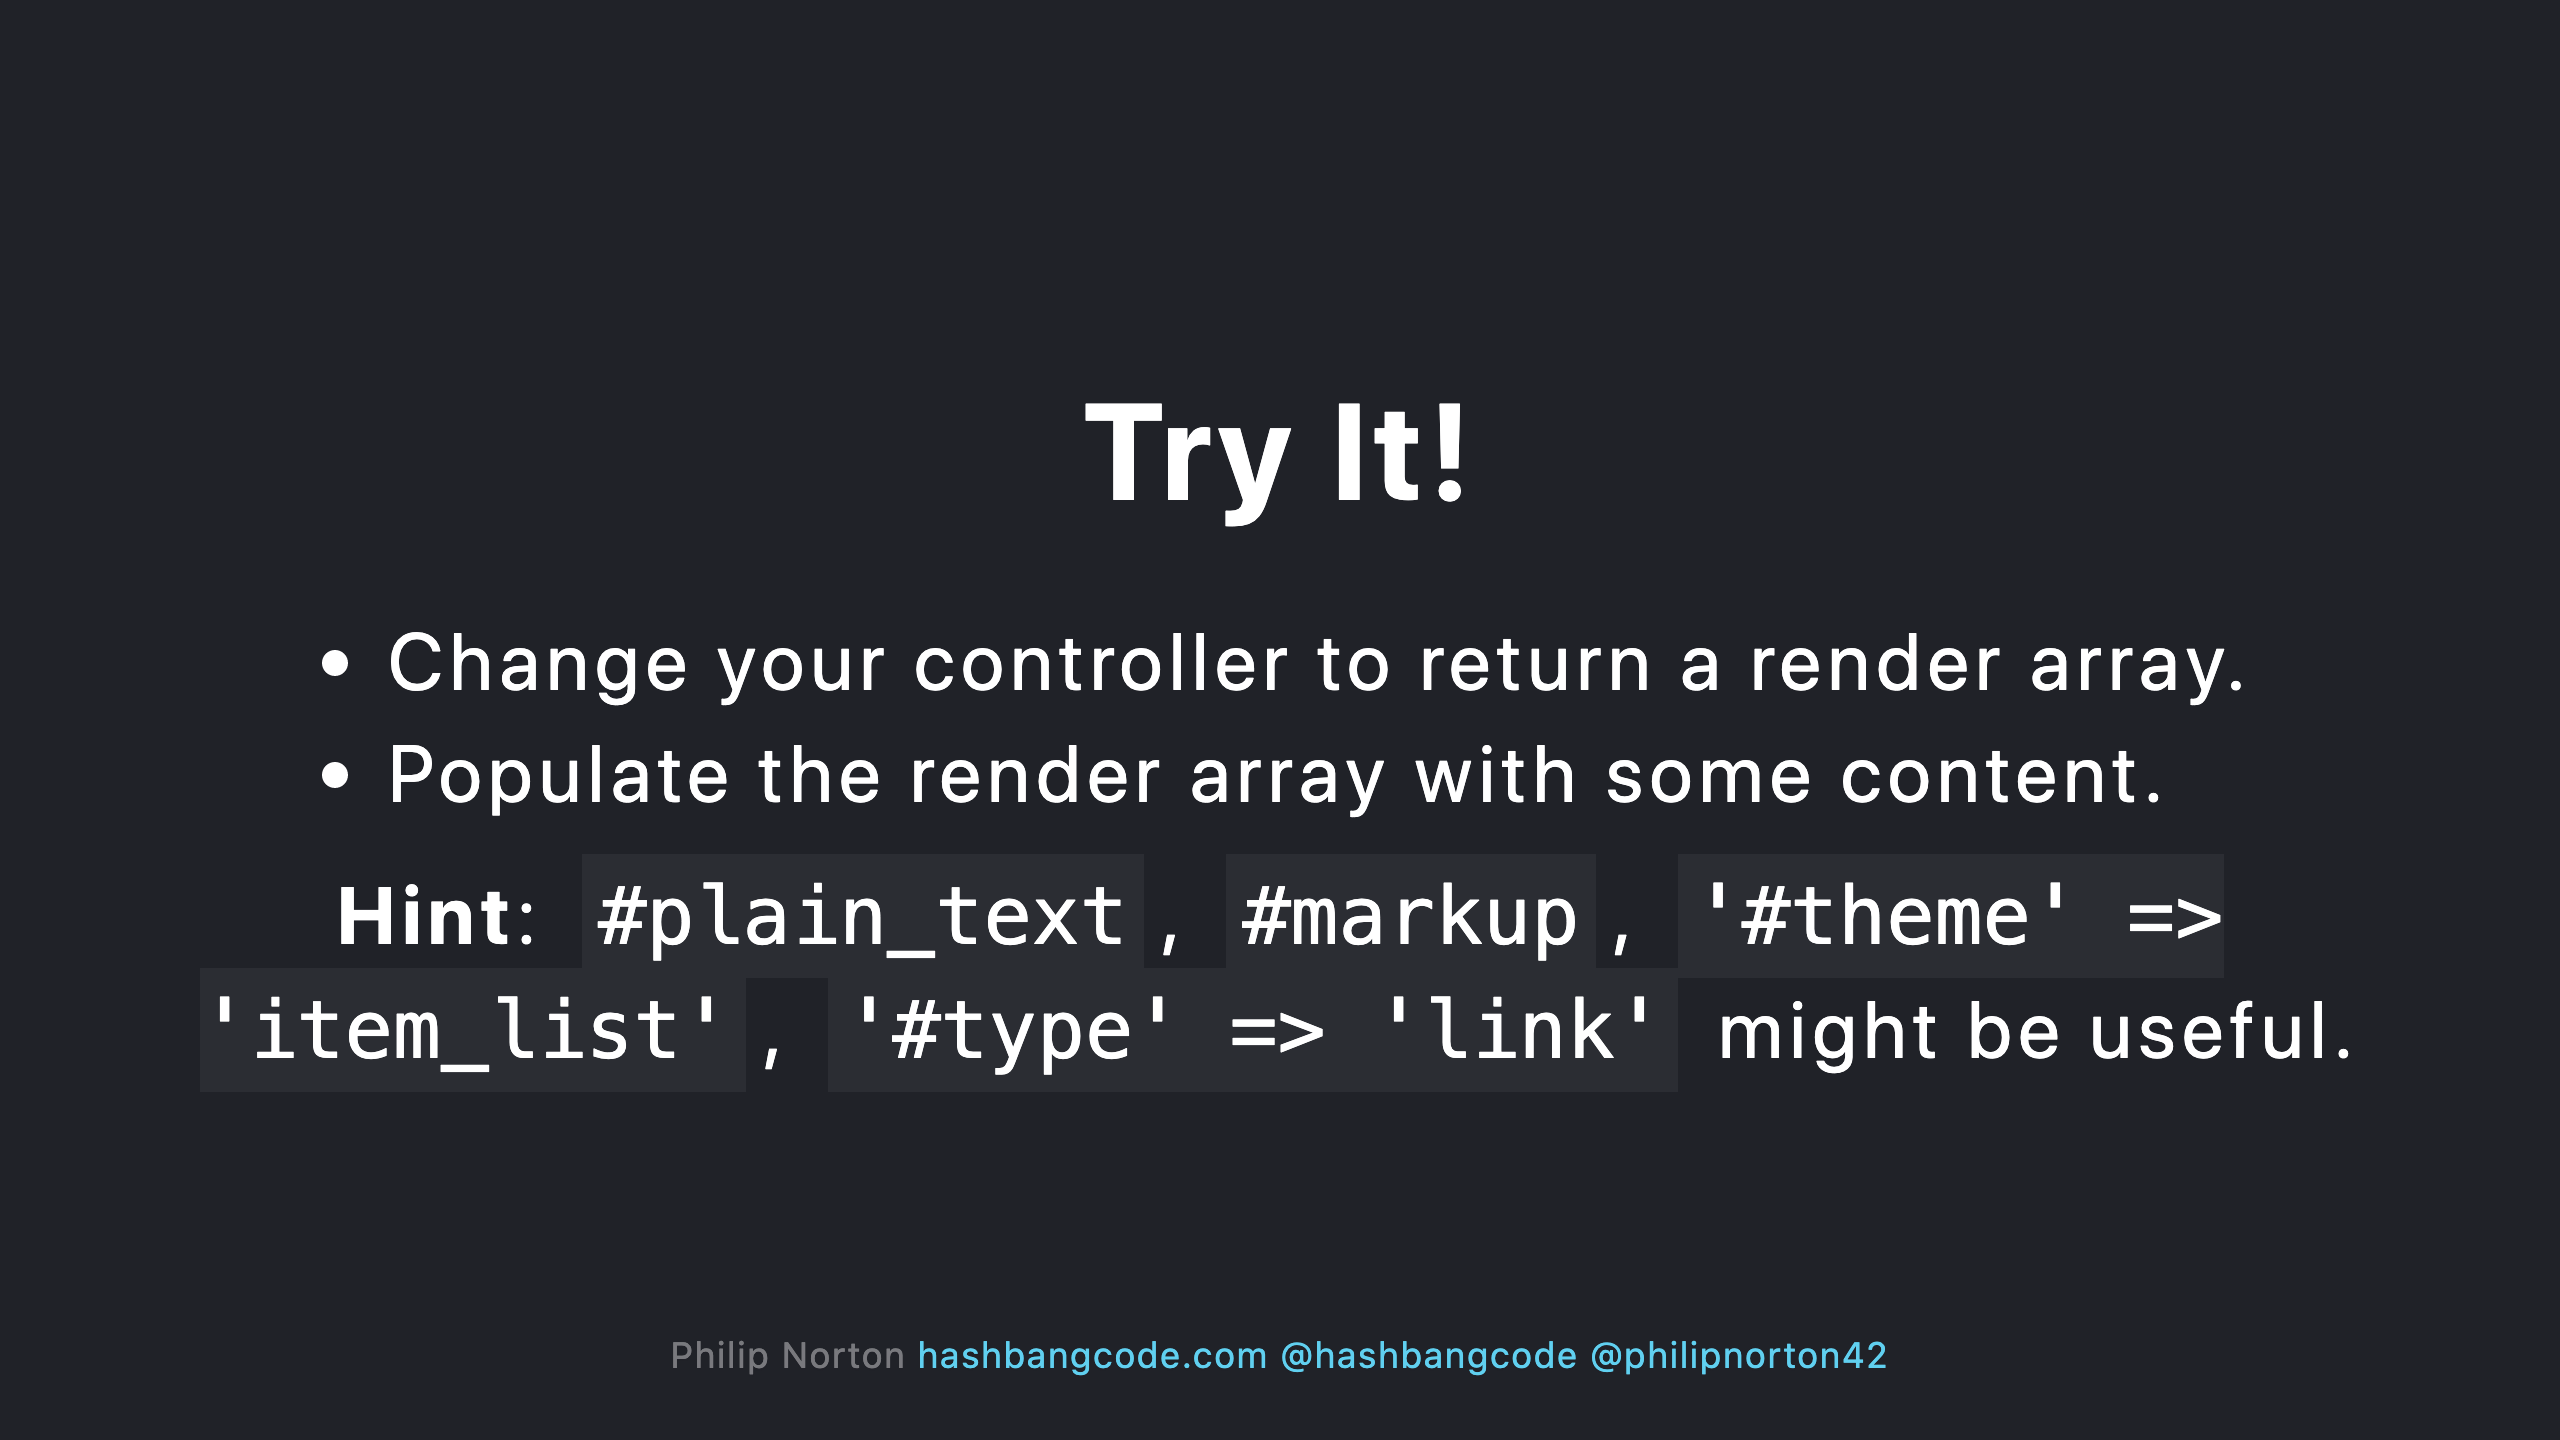 Try It!
• Change your controller to return a render array.
• Populate the render array with some content.
Hint: #plain_text, #markup, '#theme' =>
'item_list', '#type' => 'link' might be useful.
Philip Norton hashbangcode.com @hashbangcode @philipnorton42